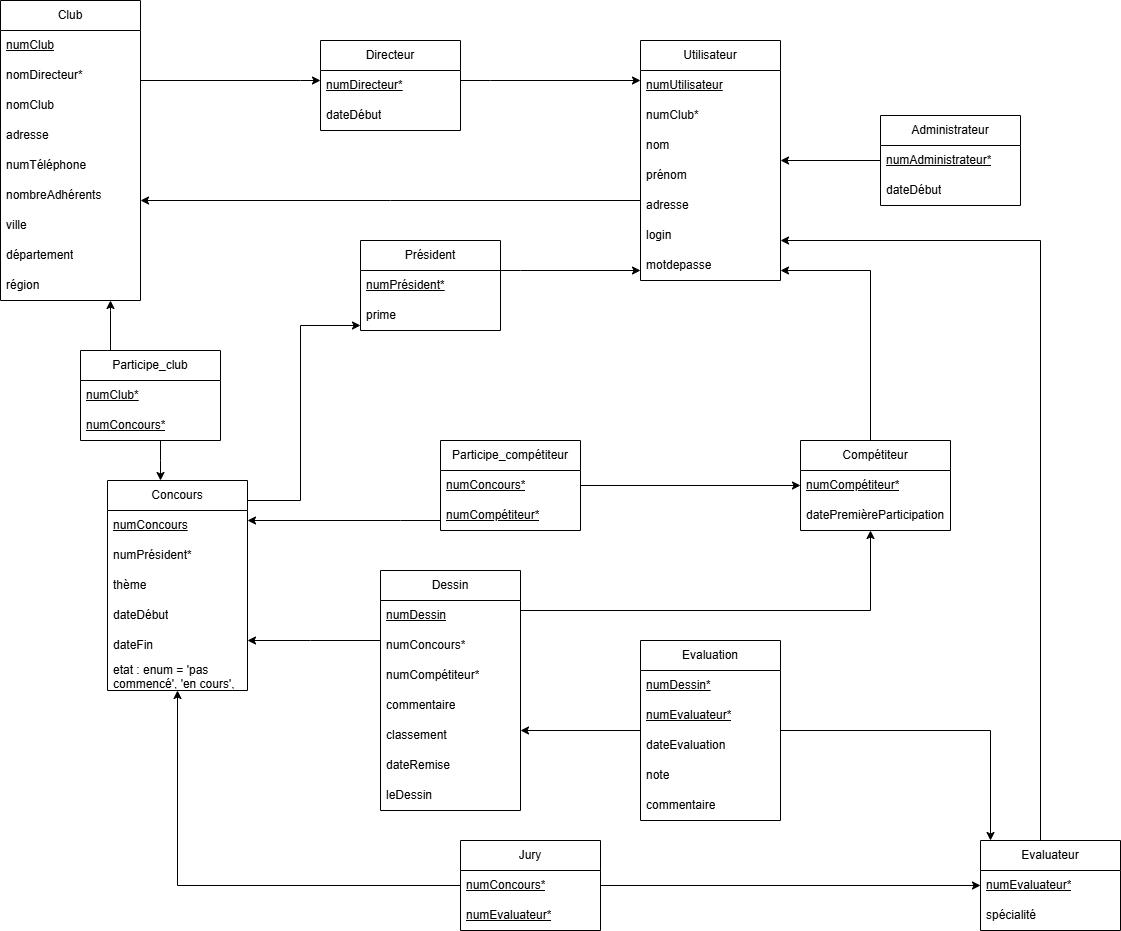 Club
numClub
nomDirecteur*
nomClub
adresse
numTéléphone
nombreAdhérents
ville
département
région
Directeur
numDirecteur*
dateDébut
Utilisateur
numUtilisateur
numClub*
nom
prénom
adresse
login
motdepasse
Administrateur
numAdministrateur*
dateDébut
Président
numPrésident*
prime
Participe_club
numClub*
numConcours*
Concours
numConcours
numPrésident*
thème
dateDébut
dateFin
etat : enum = 'pas
commencé', 'en cours',
Participe_compétiteur
numConcours*
numCompétiteur*
Compétiteur
numCompétiteur*
datePremièreParticipation
Dessin
numDessin
numConcours*
numCompétiteur*
commentaire
classement
dateRemise
leDessin
Evaluation
numDessin*
numEvaluateur*
dateEvaluation
note
commentaire
Jury
numConcours*
numEvaluateur*
Evaluateur
numEvaluateur*
spécialité